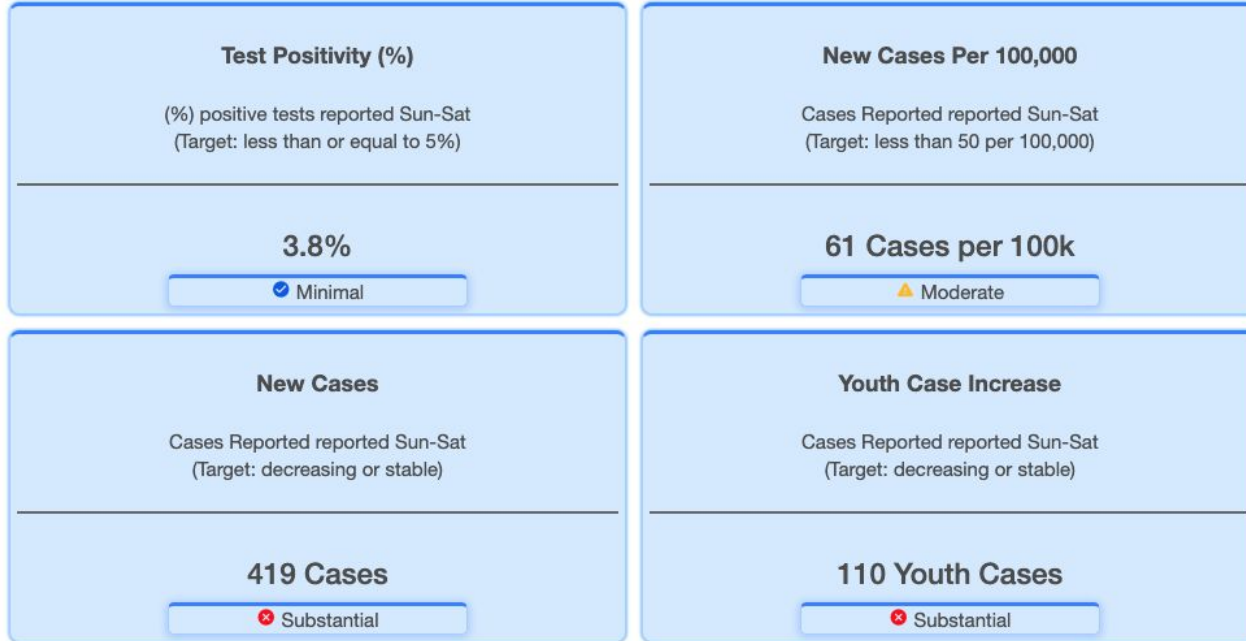 Test Positivity (%)
(%) positive tests reported Sun-Sat
(Target: less than or equal to 5%)
3.8%
Minimal
New Cases Per 100,000
Cases Reported reported Sun-Sat
(Target: less than 50 per 100,000)
61 Cases per 100k
Moderate
New Cases
Cases Reported reported Sun-Sat
(Target: decreasing or stable)
419 Cases
Substantial
Youth Case Increase
Cases Reported reported Sun-Sat
(Target: decreasing or stable)
110 Youth Cases
Substantial